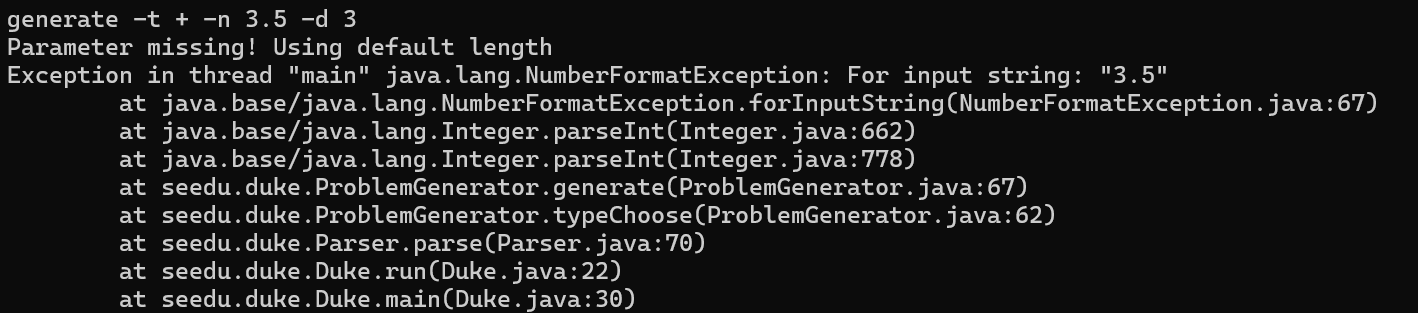 generate -t + -n 3.5 -d 3
Parameter missing! Using default length
Exception in thread "main" java.lang.NumberFormatException: For input string: "3.5"
        at java.base/java.lang.NumberFormatException.forInputString(NumberFormatException.java:67)
        at java.base/java.lang.Integer.parseInt(Integer.java:662)
        at java.base/java.lang.Integer.parseInt(Integer.java:778)
        at seedu.duke.ProblemGenerator.generate(ProblemGenerator.java:67)
        at seedu.duke.ProblemGenerator.typeChoose(ProblemGenerator.java:62)
        at seedu.duke.Parser.parse(Parser.java:70)
        at seedu.duke.Duke.run(Duke.java:22)
        at seedu.duke.Duke.main(Duke.java:30)